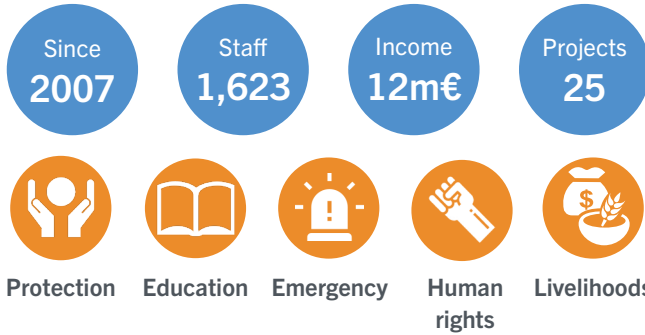 Since Staff Income Projects
2007 1,623 12m€ 25
$
Protection Education Emergency Human Livelihoods
rights